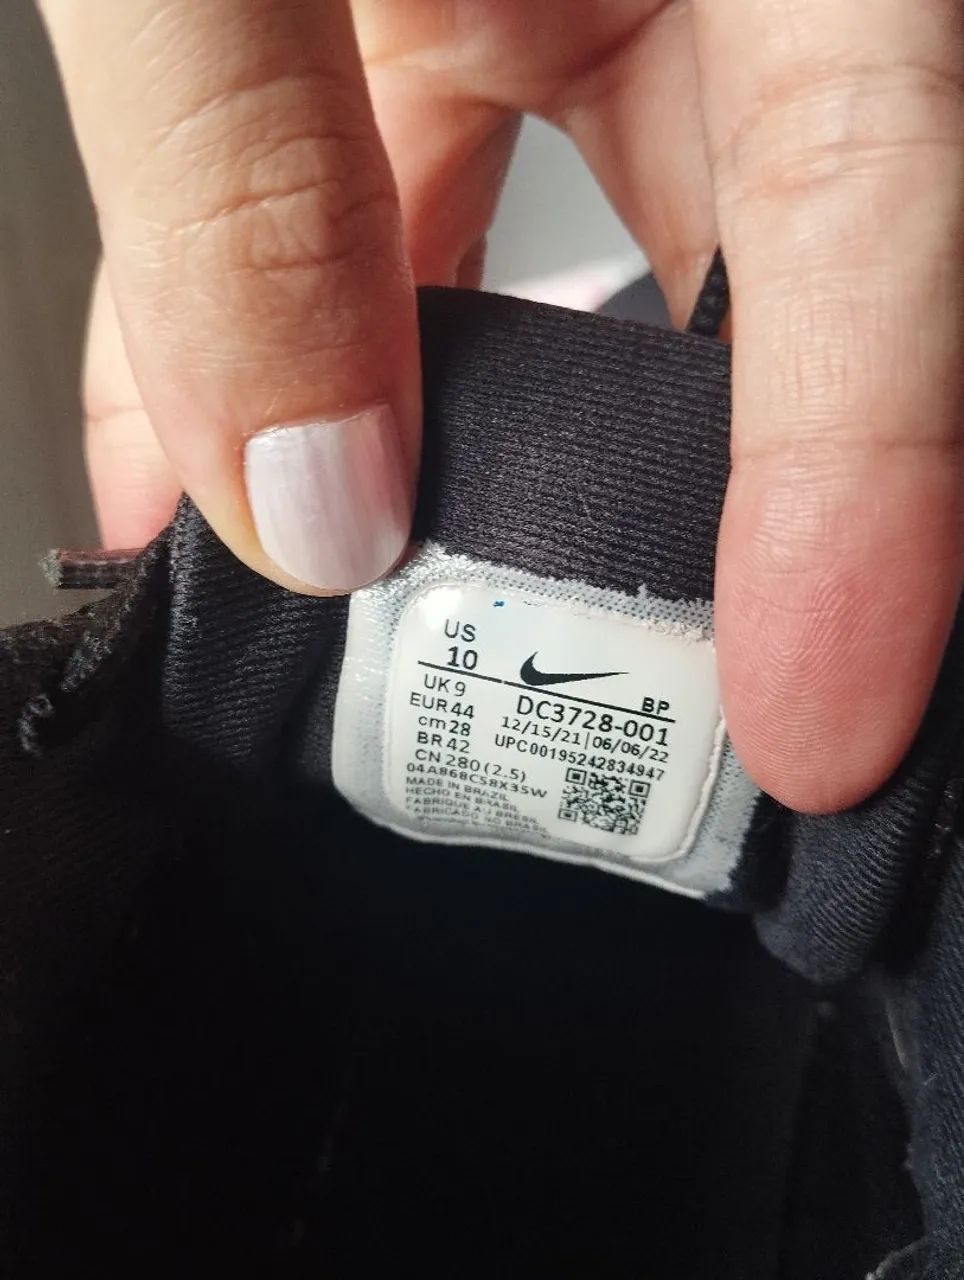 US
10
UK 9
EUR 44
cm 28
BR 42
CN 280 (2.5)
04A868C58X35W
MADE IN BRAZIL
HECHO EN BRASIL
FABRIQUE AU BRESIL
FABRICADO NO BRASIL
BP
DC3728-001
12/15/21 | 06/06/22
UPC00195242834947